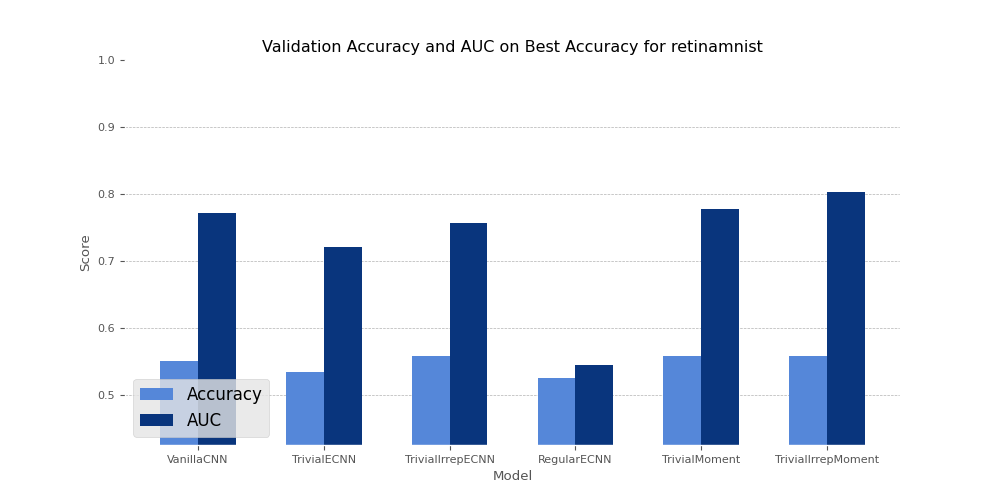 Validation Accuracy and AUC on Best Accuracy for retinamnist
1.0
0.9
0.8
0.7
0.6
0.5
Score
Accuracy
AUC
VanillaCNN TrivialECNN TrivialIrrepECNN RegularECNN TrivialMoment TrivialIrrepMoment
Model